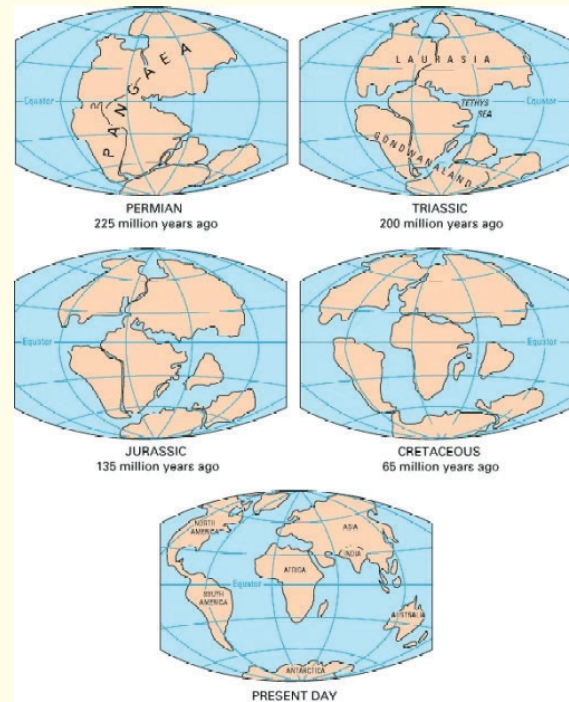 PANGAEA
Equator
PERMIAN
225 million years ago
LAURASIA
TETHYS
SEA
Equator
GONDWANALAND
TRIASSIC
200 million years ago
Equator
JURASSIC
135 million years ago
Equator
CRETACEOUS
65 million years ago
NORTH
AMERICA
ASIA
INDIA
AFRICA
Equator
SOUTH
AMERICA
AUSTRALIA
ANTARCTICA
PRESENT DAY